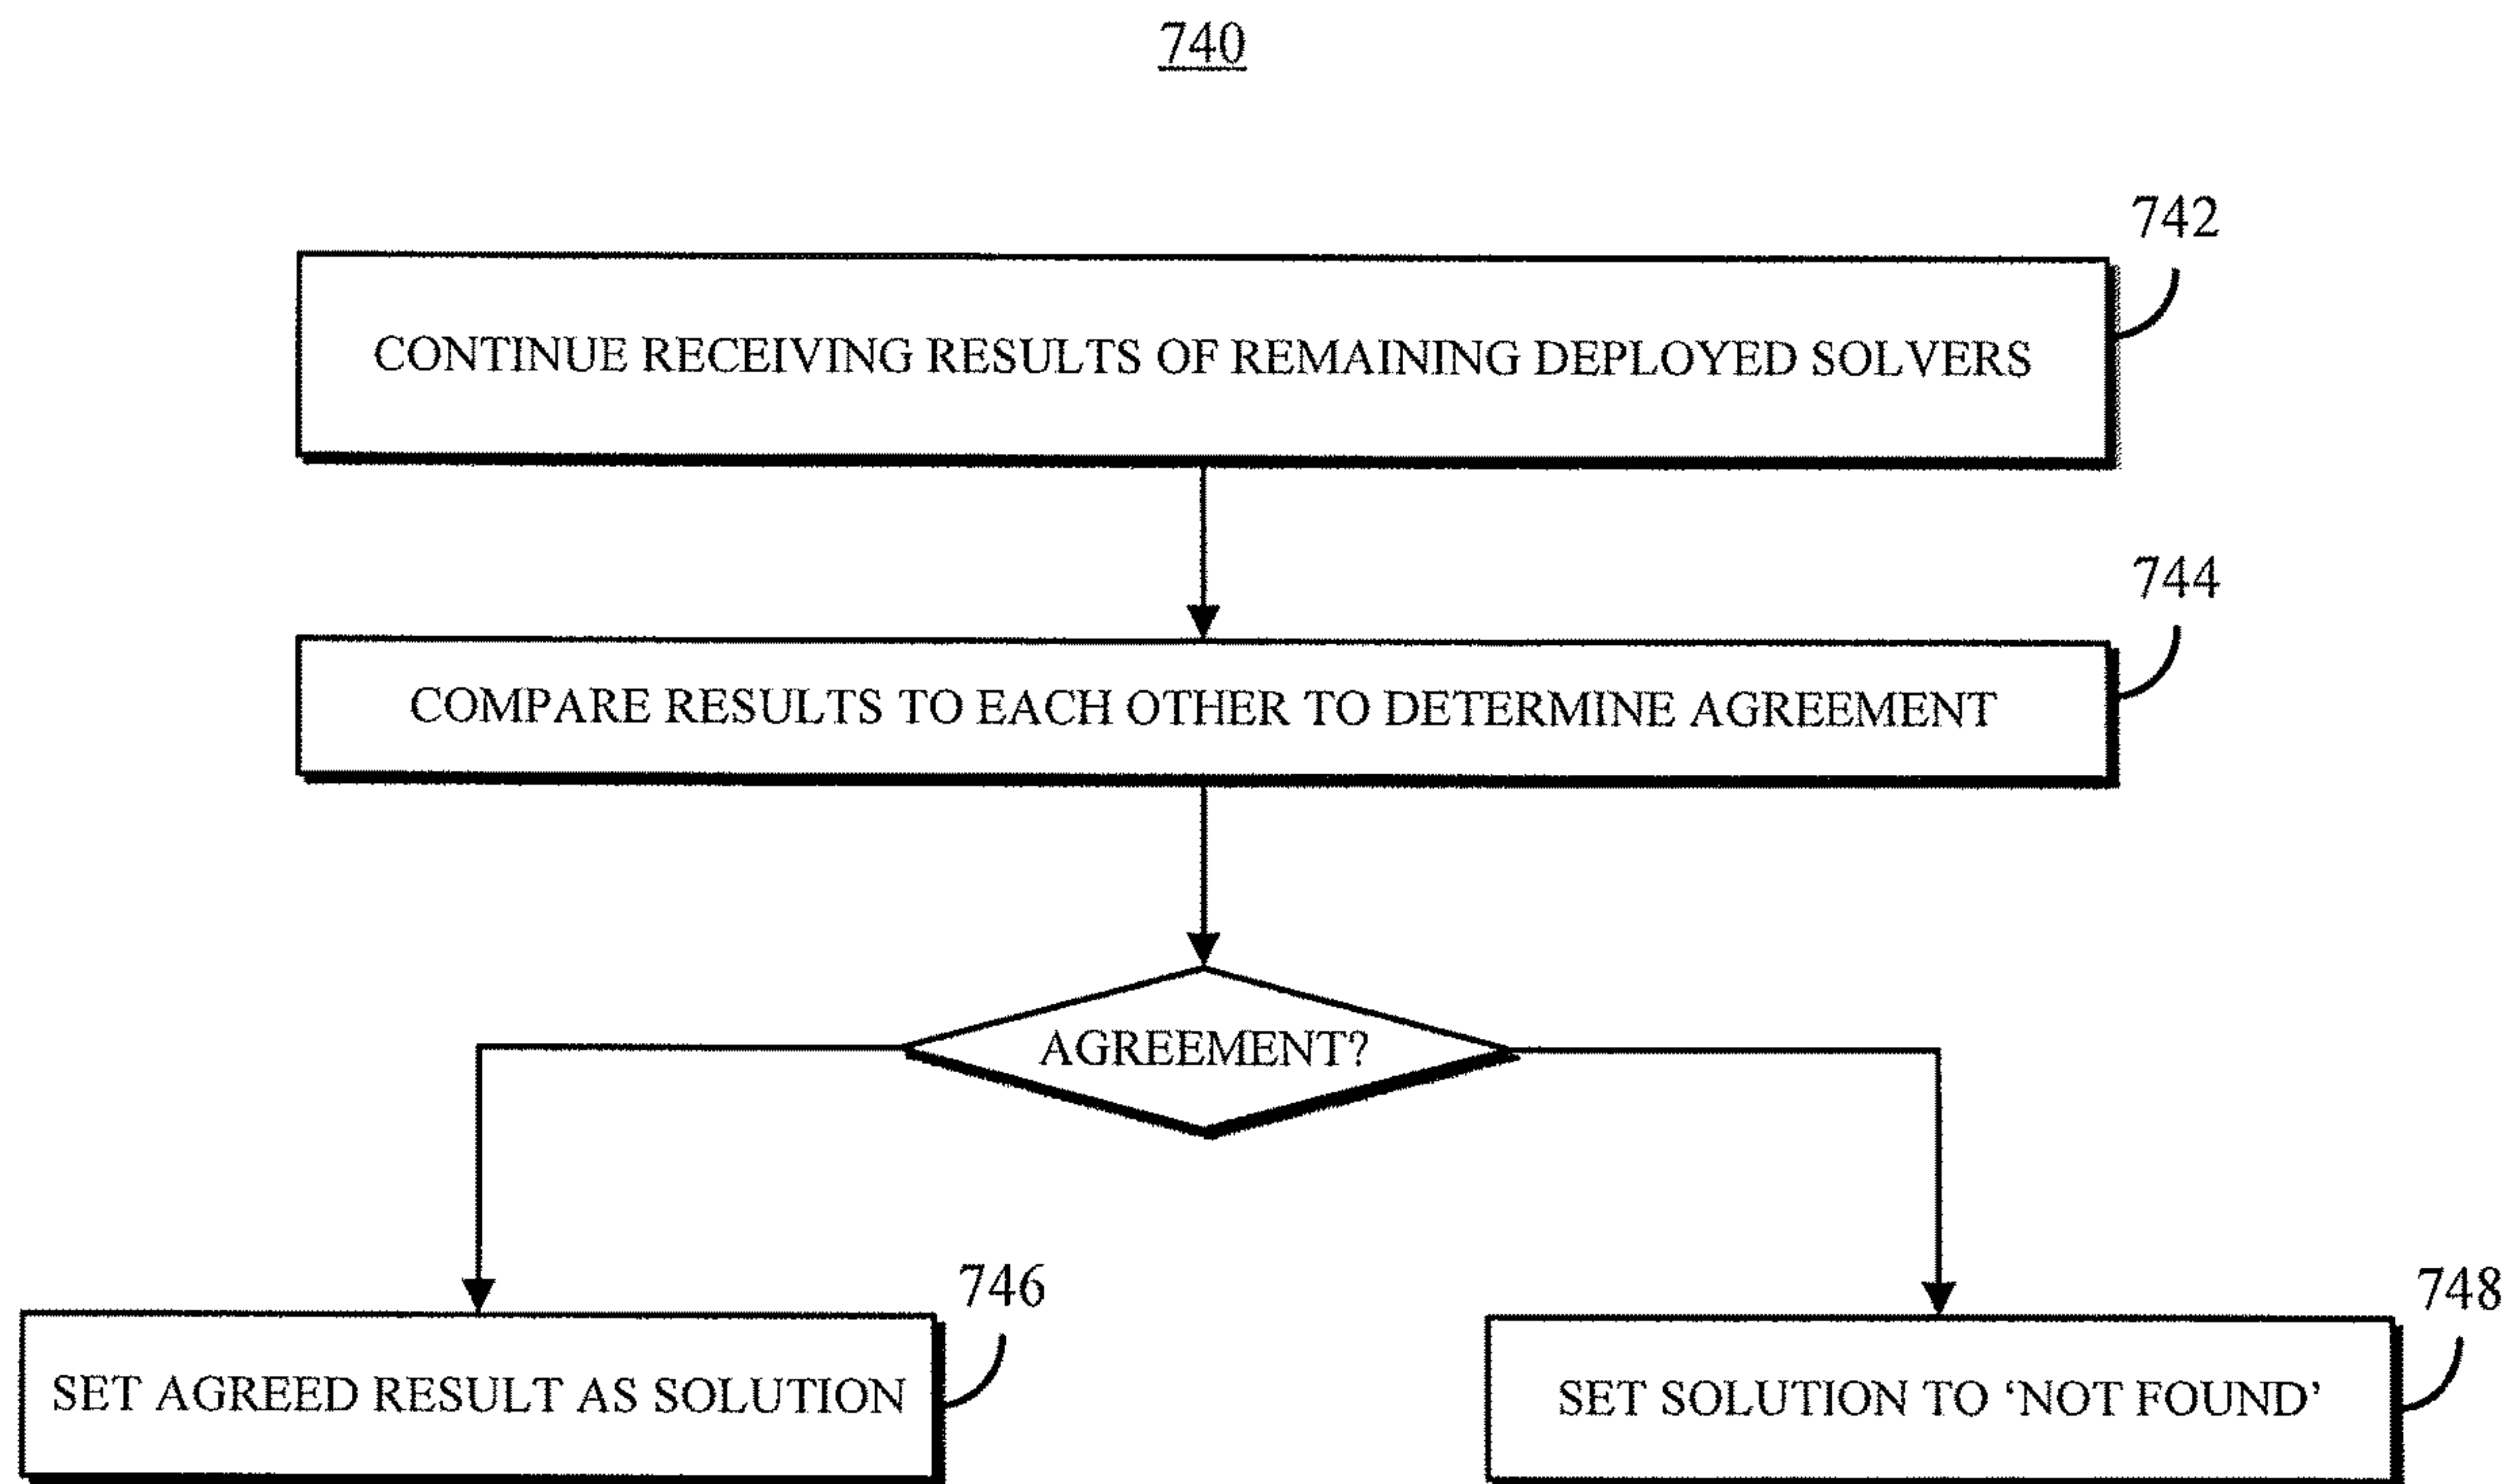 740
742
CONTINUE RECEIVING RESULTS OF REMAINING DEPLOYED SOLVERS
744
COMPARE RESULTS TO EACH OTHER TO DETERMINE AGREEMENT
AGREEMENT?
746
748
SET AGREED RESULT AS SOLUTION
SET SOLUTION TO ‘NOT FOUND’